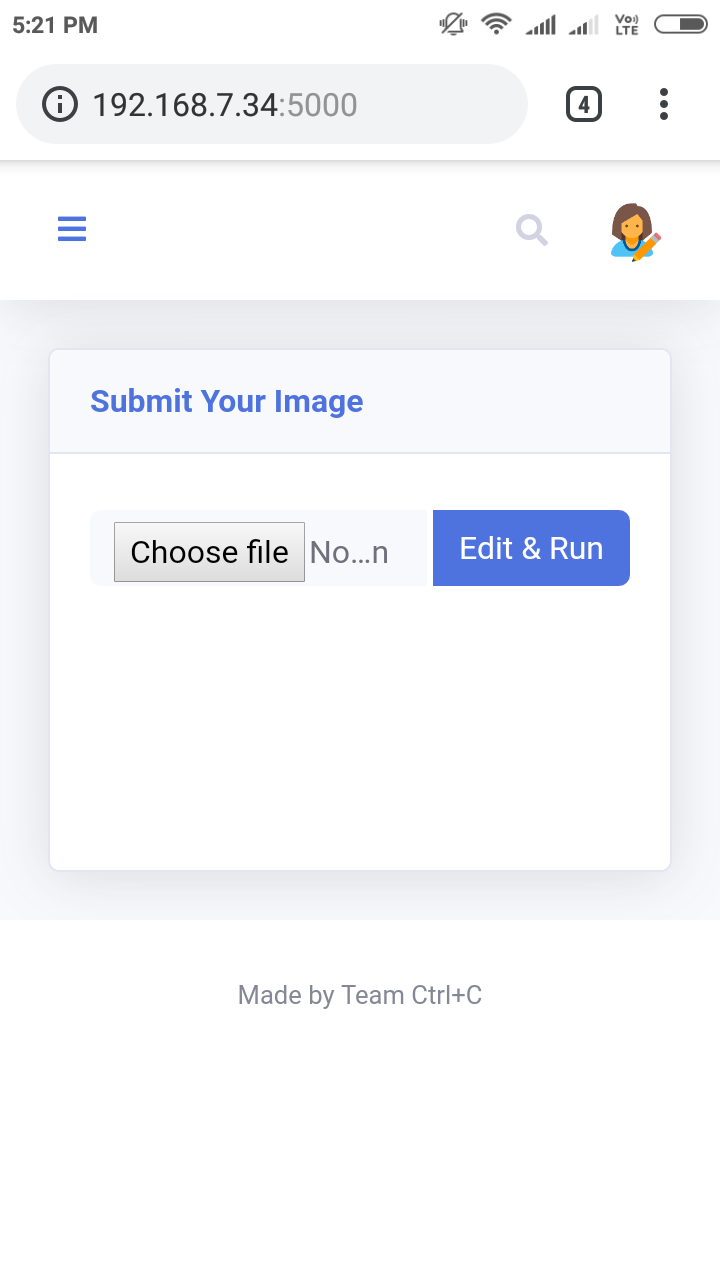 5:21 PM Vo)) LTE
192.168.7.34:5000 4
Submit Your Image
Choose file No...n Edit & Run
Made by Team Ctrl+C